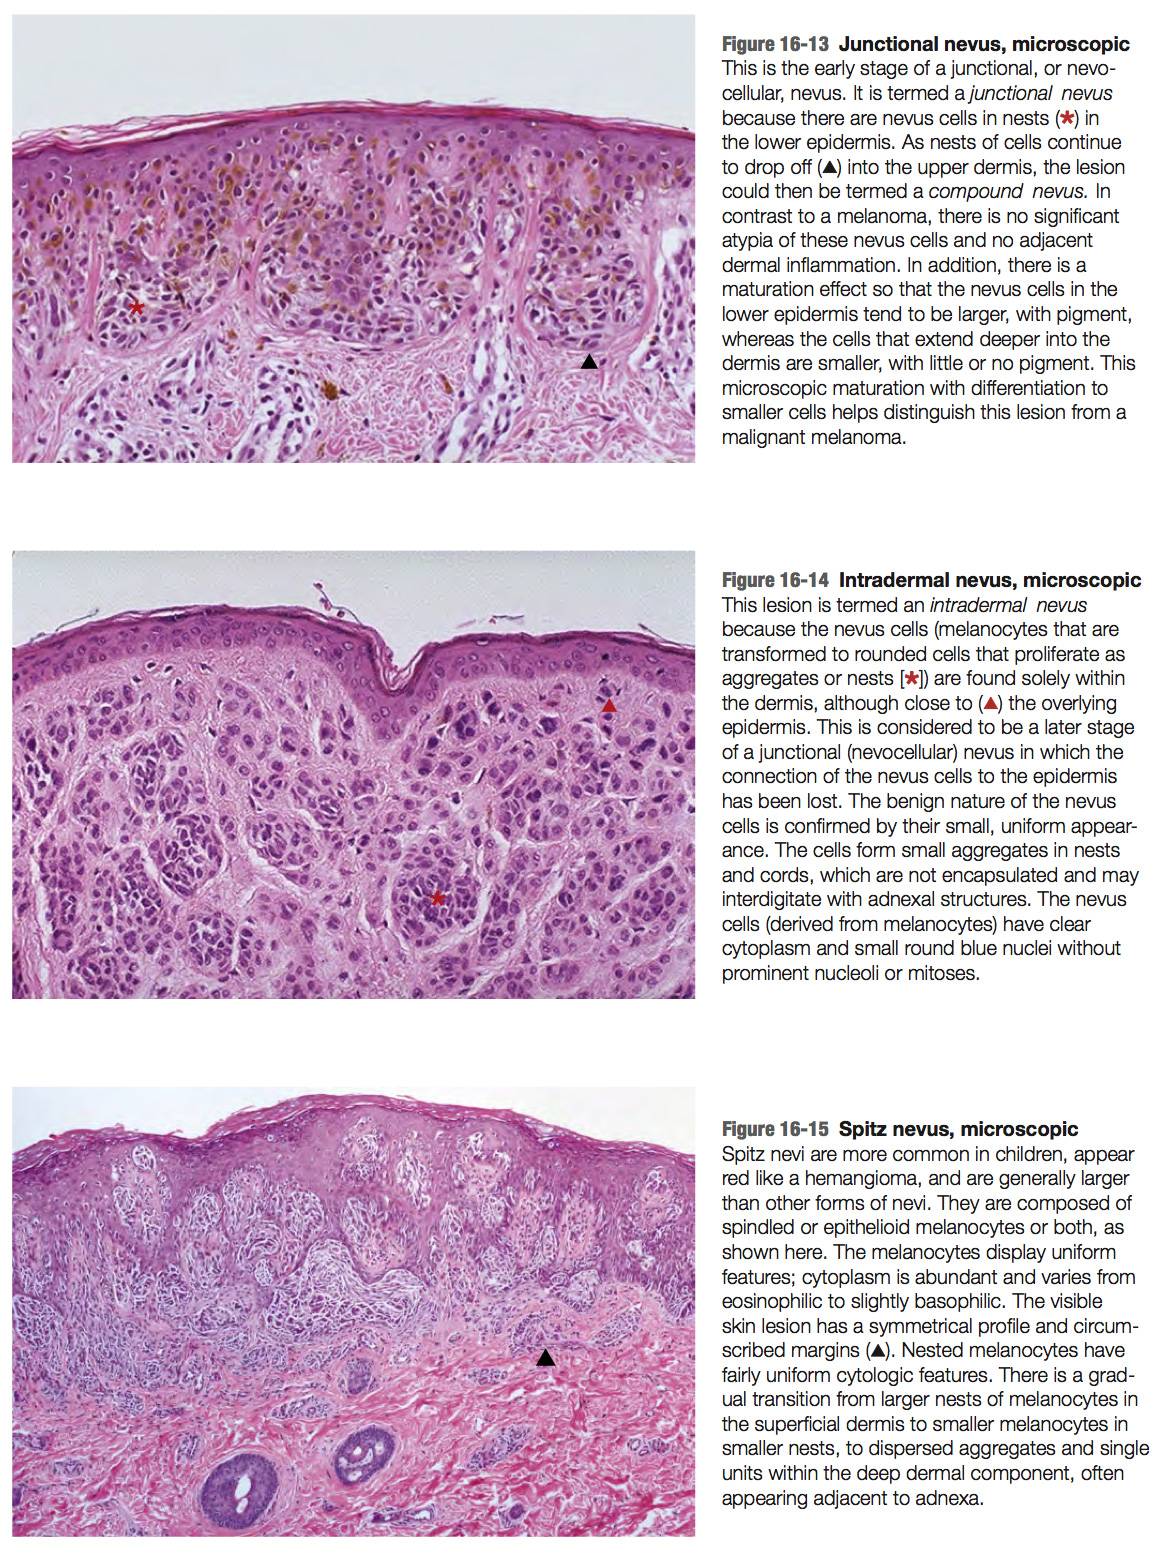 Figure 16-13 Junctional nevus, microscopic
This is the early stage of a junctional, or nevo-
cellular, nevus. It is termed a junctional nevus
because there are nevus cells in nests (*) in
the lower epidermis. As nests of cells continue
to drop off (▲) into the upper dermis, the lesion
could then be termed a compound nevus. In
contrast to a melanoma, there is no significant
atypia of these nevus cells and no adjacent
dermal inflammation. In addition, there is a
maturation effect so that the nevus cells in the
lower epidermis tend to be larger, with pigment,
whereas the cells that extend deeper into the
dermis are smaller, with little or no pigment. This
microscopic maturation with differentiation to
smaller cells helps distinguish this lesion from a
malignant melanoma.
Figure 16-14 Intradermal nevus, microscopic
This lesion is termed an intradermal nevus
because the nevus cells (melanocytes that are
transformed to rounded cells that proliferate as
aggregates or nests [*]) are found solely within
the dermis, although close to (▲) the overlying
epidermis. This is considered to be a later stage
of a junctional (nevocellular) nevus in which the
connection of the nevus cells to the epidermis
has been lost. The benign nature of the nevus
cells is confirmed by their small, uniform appear-
ance. The cells form small aggregates in nests
and cords, which are not encapsulated and may
interdigitate with adnexal structures. The nevus
cells (derived from melanocytes) have clear
cytoplasm and small round blue nuclei without
prominent nucleoli or mitoses.
Figure 16-15 Spitz nevus, microscopic
Spitz nevi are more common in children, appear
red like a hemangioma, and are generally larger
than other forms of nevi. They are composed of
spindled or epithelioid melanocytes or both, as
shown here. The melanocytes display uniform
features; cytoplasm is abundant and varies from
eosinophilic to slightly basophilic. The visible
skin lesion has a symmetrical profile and circum-
scribed margins (▲). Nested melanocytes have
fairly uniform cytologic features. There is a grad-
ual transition from larger nests of melanocytes in
the superficial dermis to smaller melanocytes in
smaller nests, to dispersed aggregates and single
units within the deep dermal component, often
appearing adjacent to adnexa.